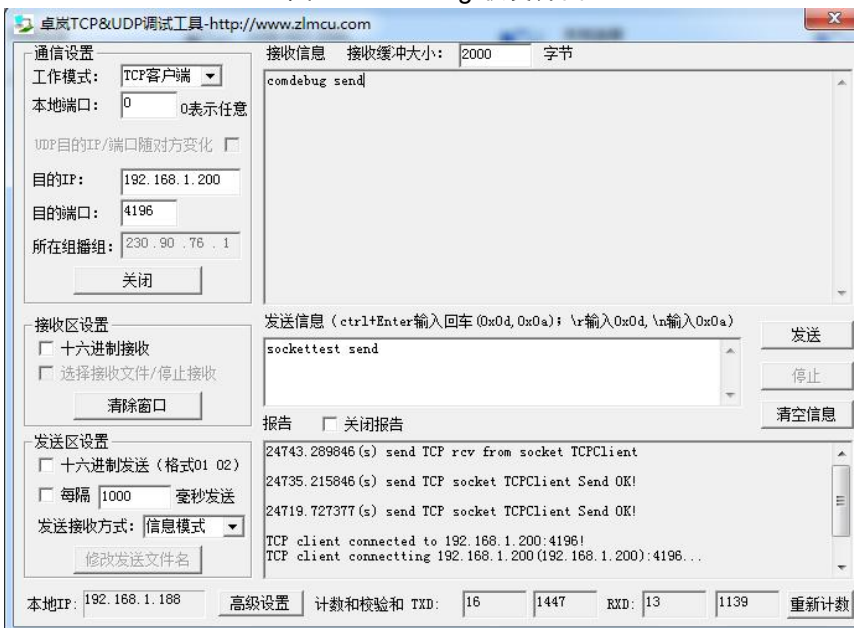 卓岚TCP&UDP调试工具-http://www.zlmcu.com
通信设置
工作模式: TCP客户端
本地端口: 0 0表示任意
UDP目的IP/端口随对方变化
目的IP: 192.168.1.200
目的端口: 4196
所在组播组: 230 .90 .76 .1
关闭
接收信息 接收缓冲大小: 2000 字节
comdebug send
接收区设置
十六进制接收
选择接收文件/停止接收
清除窗口
发送信息(ctrl+Enter输入回车(0x0d,0x0a); \r输入0x0d,\n输入0x0a)
sockettest send
发送
停止
清空信息
发送区设置
十六进制发送(格式01 02)
每隔 1000 毫秒发送
发送接收方式: 信息模式
修改发送文件名
报告 关闭报告
24743.289846(s) send TCP rcv from socket TCPClient
24735.215846(s) send TCP socket TCPClient Send OK!
24719.727377(s) send TCP socket TCPClient Send OK!
TCP client connected to 192.168.1.200:4196!
TCP client connectting 192.168.1.200(192.168.1.200):4196...
本地IP: 192.168.1.188 高级设置 计数和校验和 TXD: 16 1447 RXD: 13 1139 重新计数